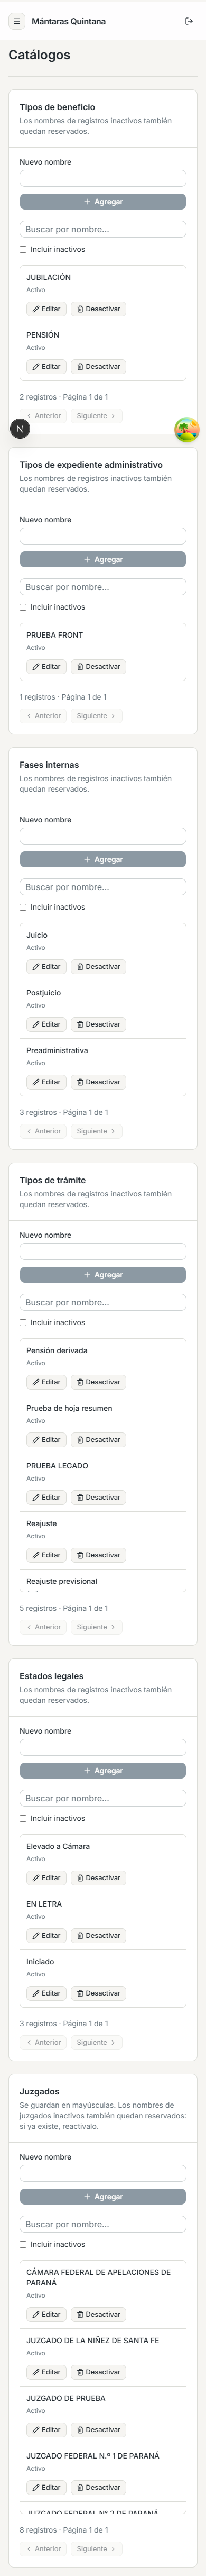 Mántaras Quintana
Catálogos
Tipos de beneficio
Los nombres de registros inactivos también
quedan reservados.
Nuevo nombre
Agregar
Buscar por nombre...
Incluir inactivos
JUBILACIÓN
Activo
Editar Desactivar
PENSIÓN
Activo
Editar Desactivar
2 registros · Página 1 de 1
Anterior Siguiente
N
Tipos de expediente administrativo
Los nombres de registros inactivos también
quedan reservados.
Nuevo nombre
Agregar
Buscar por nombre...
Incluir inactivos
PRUEBA FRONT
Activo
Editar Desactivar
1 registros · Página 1 de 1
Anterior Siguiente
Fases internas
Los nombres de registros inactivos también
quedan reservados.
Nuevo nombre
Agregar
Buscar por nombre...
Incluir inactivos
Juicio
Activo
Editar Desactivar
Postjuicio
Activo
Editar Desactivar
Preadministrativa
Activo
Editar Desactivar
3 registros · Página 1 de 1
Anterior Siguiente
Tipos de trámite
Los nombres de registros inactivos también
quedan reservados.
Nuevo nombre
Agregar
Buscar por nombre...
Incluir inactivos
Pensión derivada
Activo
Editar Desactivar
Prueba de hoja resumen
Activo
Editar Desactivar
PRUEBA LEGADO
Activo
Editar Desactivar
Reajuste
Activo
Editar Desactivar
Reajuste previsional
5 registros · Página 1 de 1
Anterior Siguiente
Estados legales
Los nombres de registros inactivos también
quedan reservados.
Nuevo nombre
Agregar
Buscar por nombre...
Incluir inactivos
Elevado a Cámara
Activo
Editar Desactivar
EN LETRA
Activo
Editar Desactivar
Iniciado
Activo
Editar Desactivar
3 registros · Página 1 de 1
Anterior Siguiente
Juzgados
Se guardan en mayúsculas. Los nombres de
juzgados inactivos también quedan reservados:
si ya existe, reactivalo.
Nuevo nombre
Agregar
Buscar por nombre...
Incluir inactivos
CÁMARA FEDERAL DE APELACIONES DE
PARANÁ
Activo
Editar Desactivar
JUZGADO DE LA NIÑEZ DE SANTA FE
Activo
Editar Desactivar
JUZGADO DE PRUEBA
Activo
Editar Desactivar
JUZGADO FEDERAL N.º 1 DE PARANÁ
Activo
Editar Desactivar
JUZGADO FEDERAL Nº 2 DE PARANÁ
8 registros · Página 1 de 1
Anterior Siguiente